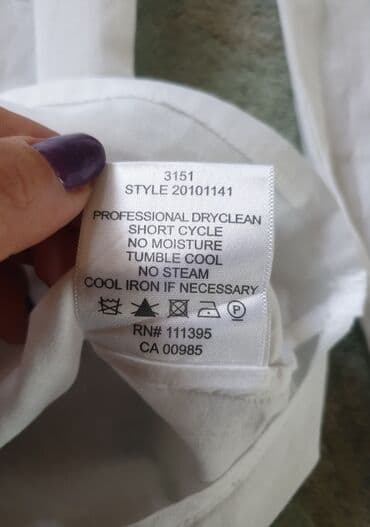 3151
STYLE 20101141
PROFESSIONAL DRYCLEAN
SHORT CYCLE
NO MOISTURE
TUMBLE COOL
NO STEAM
COOL IRON IF NECESSARY
P
RN# 111395
CA 00985